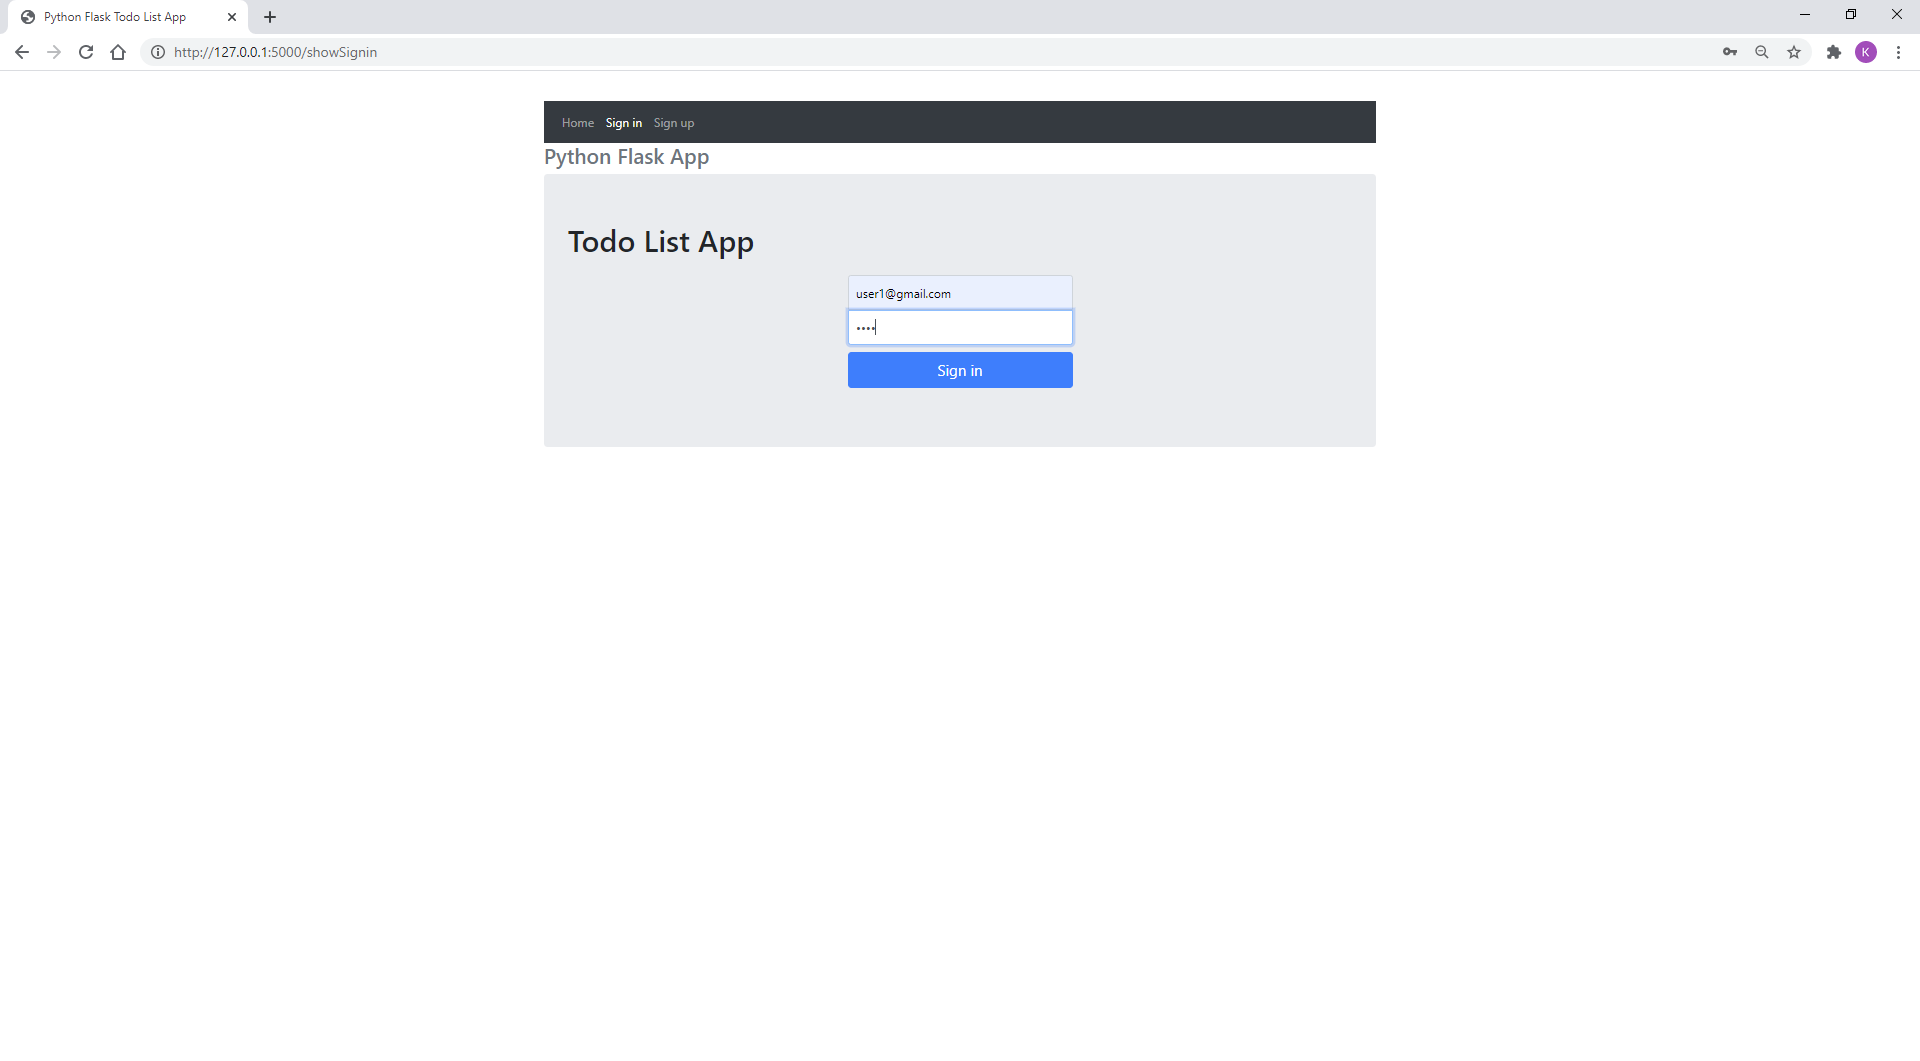 Python Flask Todo List App
http://127.0.0.1:5000/showSignin
K
Home Sign in Sign up
Python Flask App
Todo List App
user1@gmail.com
••••
Sign in